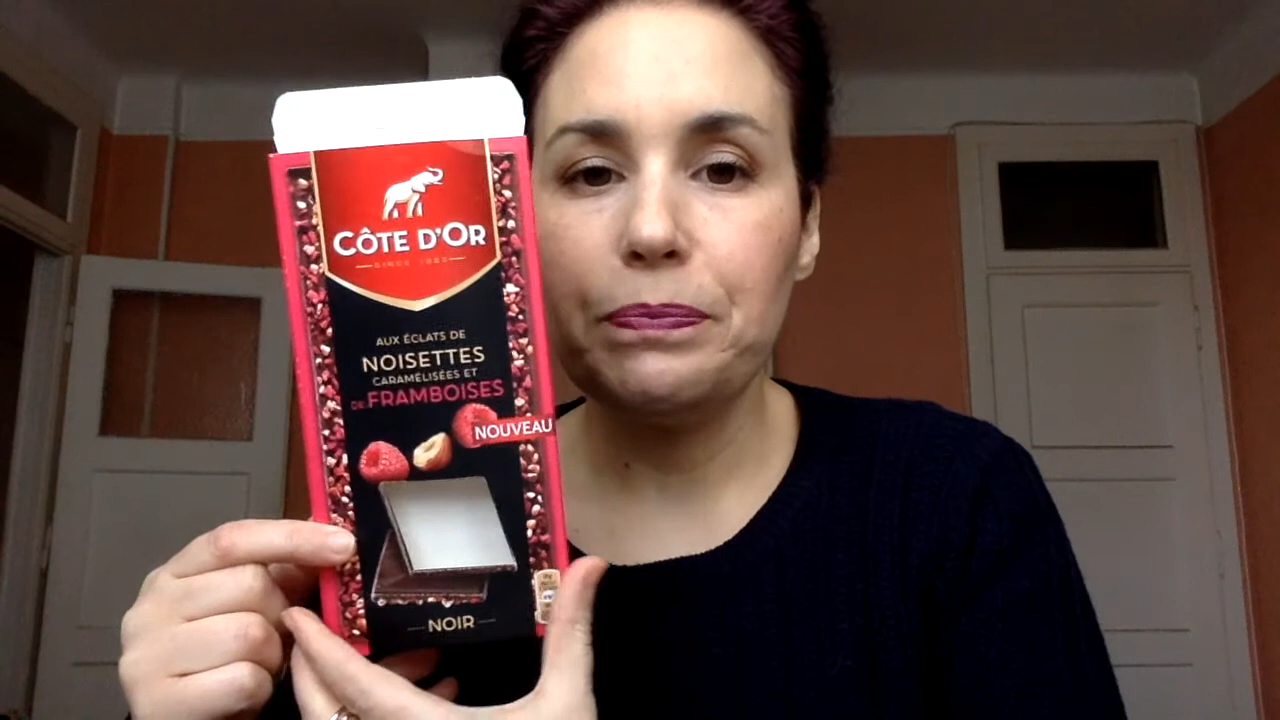 CÔTE D'OR
AUX ÉCLATS DE
NOISETTES
CARAMÉLISÉES ET
DE FRAMBOISES
NOUVEAU
NOIR